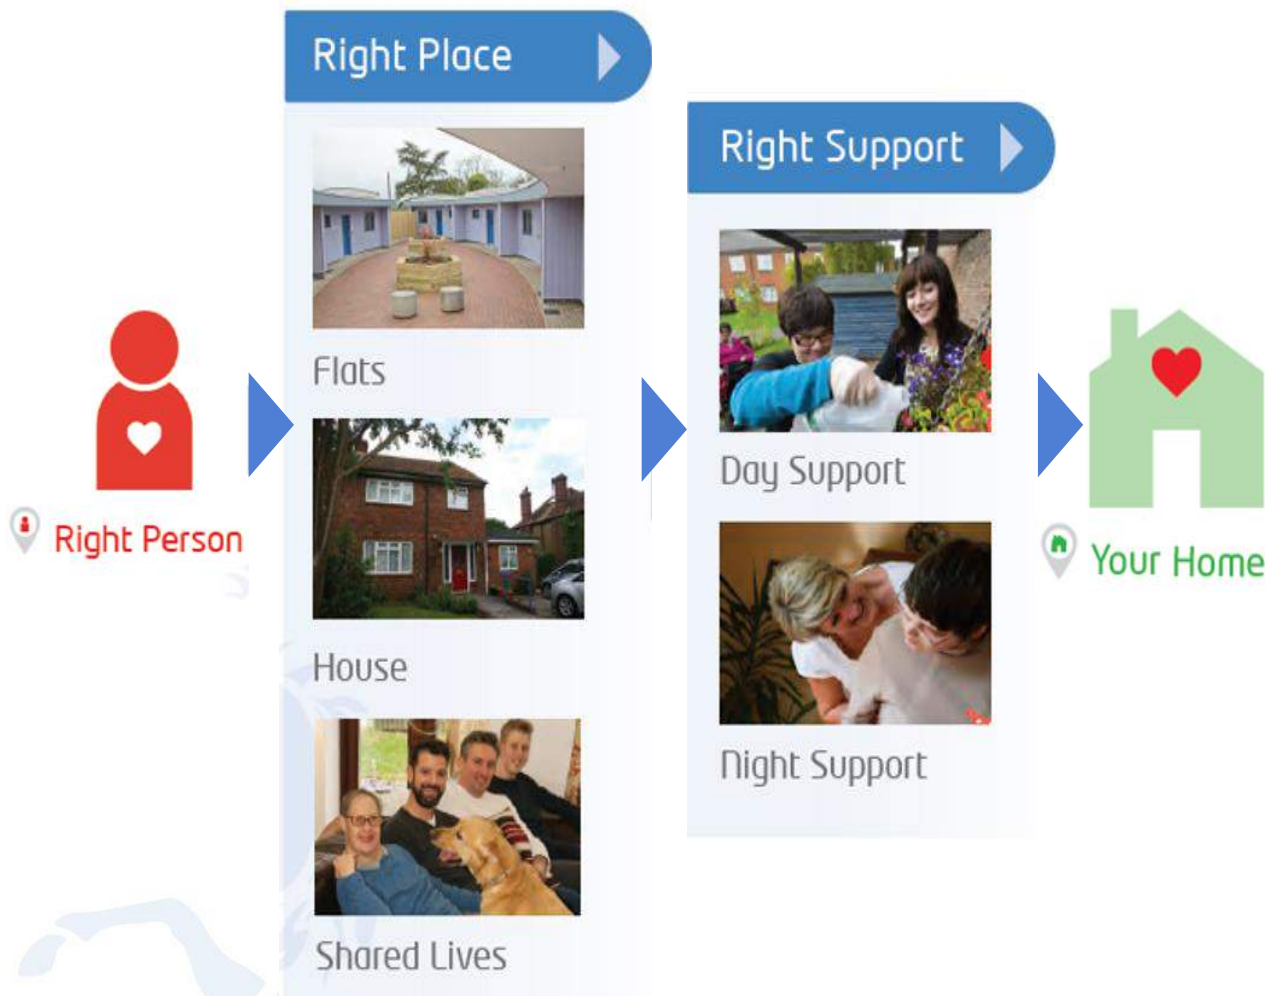 Right Person
Right Place
Flats
House
Shared Lives
Right Support
Day Support
Night Support
Your Home